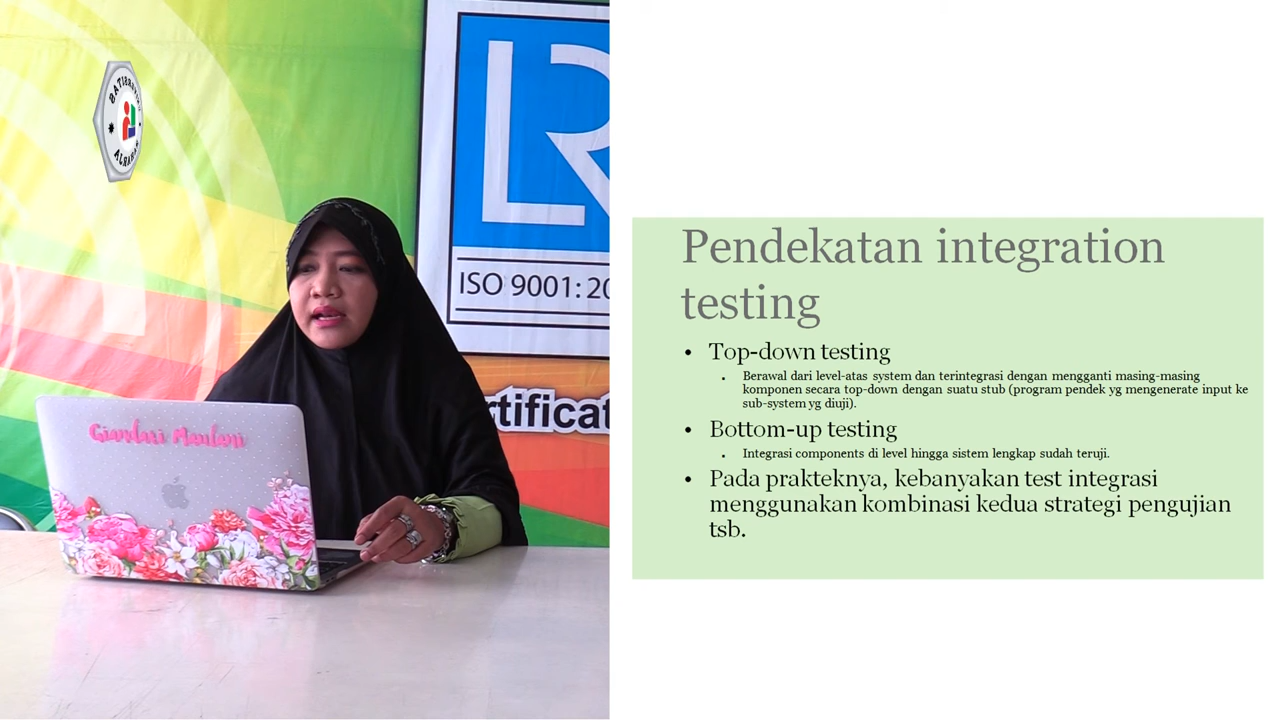 ISO 9001: 20
rtificat
Giandari Maulani
Pendekatan integration
testing
• Top-down testing
• Berawal dari level-atas system dan terintegrasi dengan mengganti masing-masing
komponen secara top-down dengan suatu stub (program pendek yg mengenerate input ke
sub-system yg diuji).
• Bottom-up testing
• Integrasi components di level hingga sistem lengkap sudah teruji.
• Pada prakteknya, kebanyakan test integrasi
menggunakan kombinasi kedua strategi pengujian
tsb.